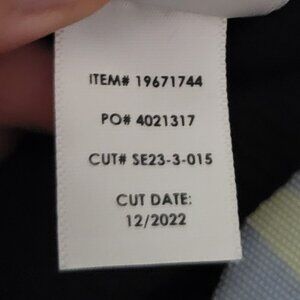 ITEM# 19671744
PO# 4021317
CUT# SE23-3-015
CUT DATE:
12/2022